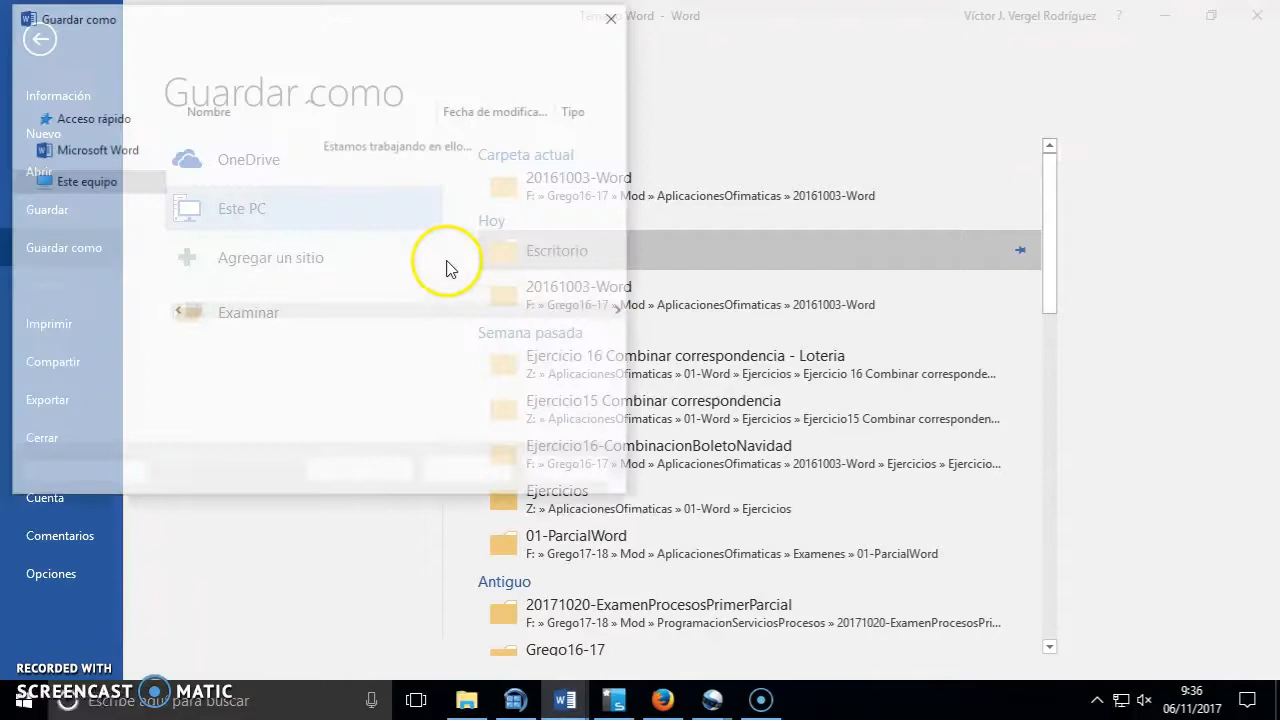 Guardar como
Word - Word
Víctor J. Vergel Rodríguez
?
Guardar como
Información
Nombre
Fecha de modifica...
Tipo
Acceso rápido
Nuevo
Estamos trabajando en ello...
Microsoft Word
OneDrive
Carpeta actual
Abrir
20161003-Word
Este equipo
F: » Grego16-17 » Mod » AplicacionesOfimaticas » 20161003-Word
Guardar
Este PC
Hoy
Guardar como
Agregar un sitio
Escritorio
20161003-Word
F: » Grego16-17 » Mod » AplicacionesOfimaticas » 20161003-Word
Imprimir
Examinar
Semana pasada
Compartir
Ejercicio 16 Combinar correspondencia - Loteria
Z: » AplicacionesOfimaticas » 01-Word » Ejercicios » Ejercicio 16 Combinar corresponde...
Exportar
Ejercicio15 Combinar correspondencia
Z: » AplicacionesOfimaticas » 01-Word » Ejercicios » Ejercicio15 Combinar corresponden...
Cerrar
Ejercicio16-CombinacionBoletoNavidad
F: » Grego16-17 » Mod » AplicacionesOfimaticas » 20161003-Word » Ejercicios » Ejercicio...
Cuenta
Ejercicios
Z: » AplicacionesOfimaticas » 01-Word » Ejercicios
Comentarios
01-ParcialWord
F: » Grego17-18 » Mod » AplicacionesOfimaticas » Examenes » 01-ParcialWord
Opciones
Antiguo
20171020-ExamenProcesosPrimerParcial
F: » Grego17-18 » Mod » ProgramacionServiciosProcesos » 20171020-ExamenProcesosPri...
Grego16-17
RECORDED WITH
SCREENCAST MATIC
Escribe aquí para buscar
9:36
06/11/2017